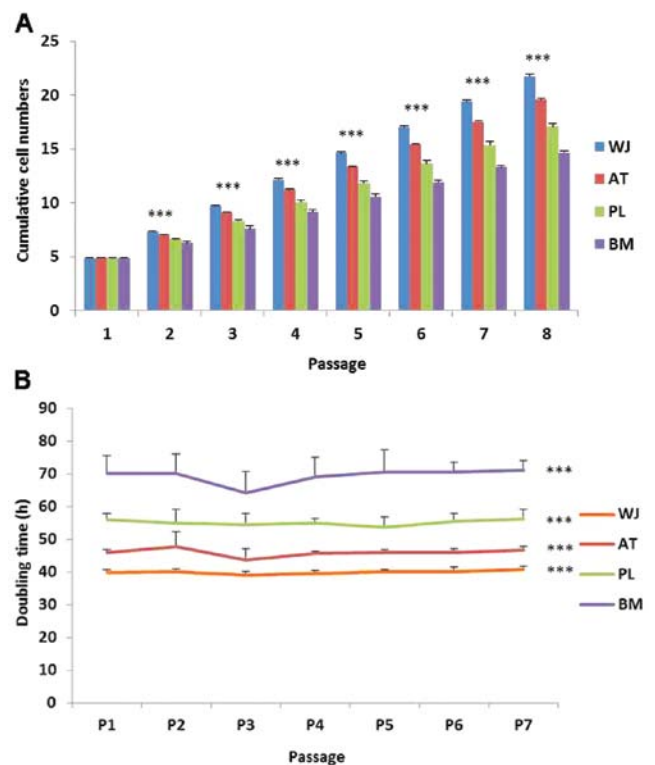 A
25
20
15
10
5
0
Cumulative cell numbers
***
***
***
***
***
***
***
1 2 3 4 5 6 7 8
Passage
WJ
AT
PL
BM
B
90
80
70
60
50
40
30
20
10
0
Doubling time (h)
***
***
***
***
P1 P2 P3 P4 P5 P6 P7
Passage
WJ
AT
PL
BM